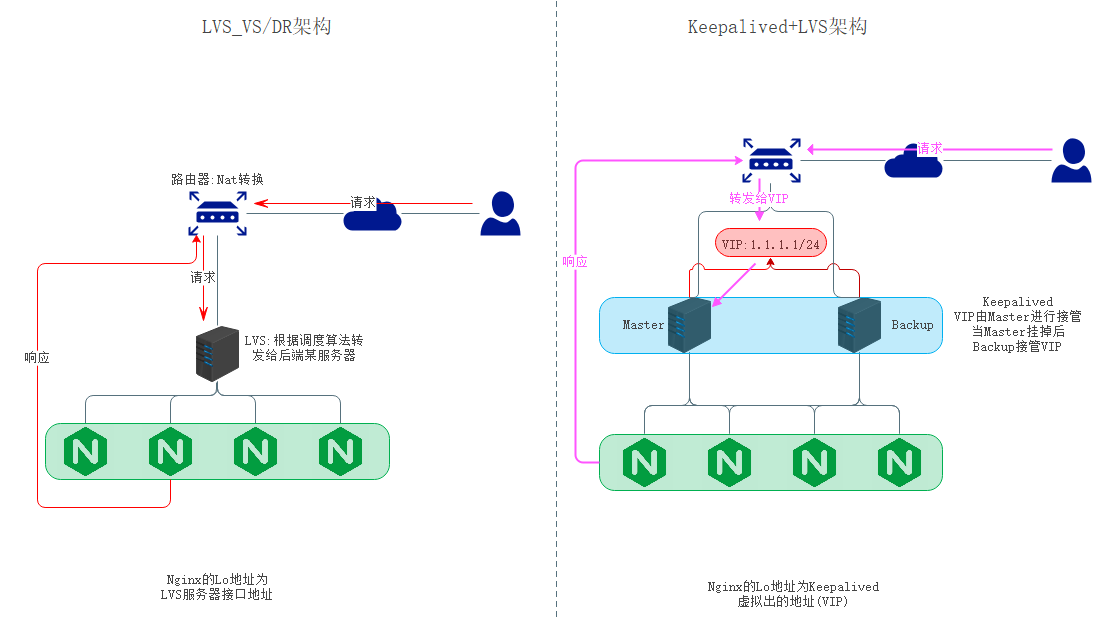 LVS_VS/DR架构
路由器:Nat转换
请求
请求
LVS:根据调度算法转
发给后端某服务器
响应
N N N N
Nginx的Lo地址为
LVS服务器接口地址
Keepalived+LVS架构
请求
转发给VIP
VIP:1.1.1.1/24
响应
Master
Backup
Keepalived
VIP由Master进行接管
当Master挂掉后
Backup接管VIP
N N N N
Nginx的Lo地址为Keepalived
虚拟出的地址(VIP)